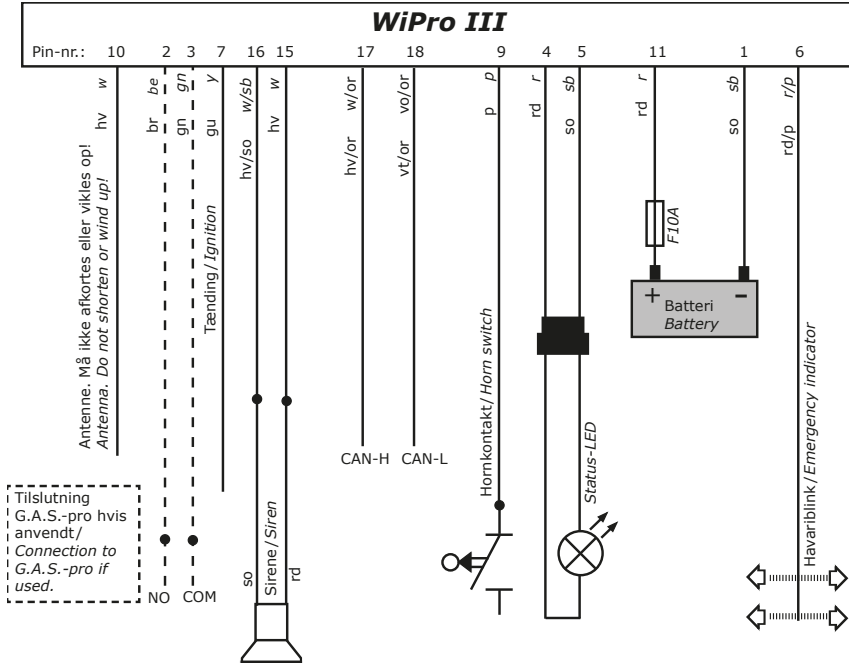 WiPro III
Pin-nr.: 10 2 3 7 16 15 17 18 9 4 5 11 1 6
hv w
br be
gn gn
gu y
hv/so w/sb
hv w
hv/or w/or
vt/or vo/or
p p
rd r
so sb
rd r
so sb
rd/p r/p
Antenne. Må ikke afkortes eller vikles op!
Antenna. Do not shorten or wind up!
Tænding/Ignition
F10A
+ -
Batteri
Battery
CAN-H CAN-L
Hornkontakt/Horn switch
Status-LED
Havariblink/Emergency indicator
Tilslutning
G.A.S.-pro hvis
anvendt/
Connection to
G.A.S.-pro if
used.
NO COM
so
Sirene/Siren
rd